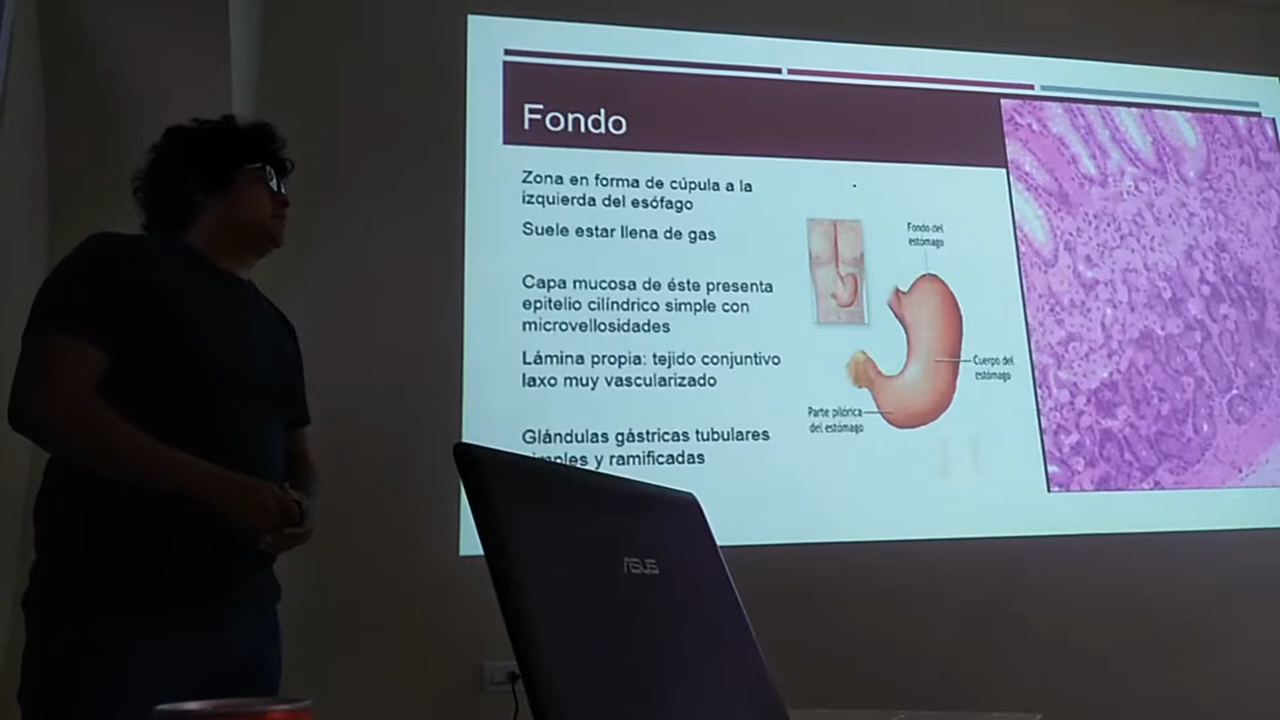 Fondo
Zona en forma de cúpula a la
izquierda del esófago
Suele estar llena de gas
Capa mucosa de éste presenta
epitelio cilíndrico simple con
microvellosidades
Lámina propia: tejido conjuntivo
laxo muy vascularizado
Glándulas gástricas tubulares
y ramificadas
Fondo del
estómago
Cuerpo del
estómago
Parte pilórica
del estómago
ASUS